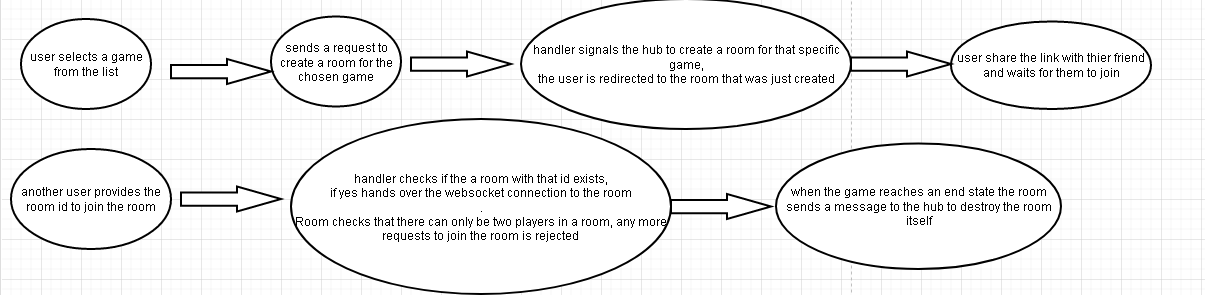 user selects a game
from the list
sends a request to
create a room for the
chosen game
handler signals the hub to create a room for that specific
game,
the user is redirected to the room that was just created
user share the link with thier friend
and waits for them to join
another user provides the
room id to join the room
handler checks if the a room with that id exists,
if yes hands over the websocket connection to the room
.
Room checks that there can only be two players in a room, any more
requests to join the room is rejected
when the game reaches an end state the room
sends a message to the hub to destroy the room
itself